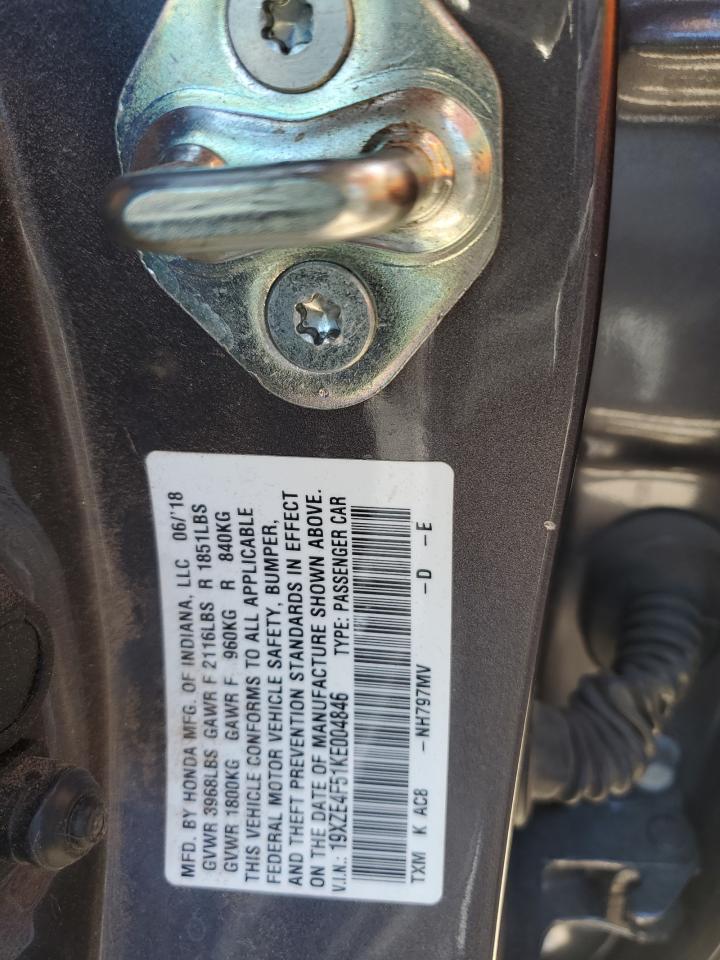 MFD. BY HONDA MFG. OF INDIANA, LLC 06/'18
GVWR 3968LBS GAWR F 2116LBS R 1851LBS
GVWR 1800KG GAWR F 960KG R 840KG
THIS VEHICLE CONFORMS TO ALL APPLICABLE
FEDERAL MOTOR VEHICLE SAFETY, BUMPER,
AND THEFT PREVENTION STANDARDS IN EFFECT
ON THE DATE OF MANUFACTURE SHOWN ABOVE.
V.I.N.: 19XZE4F51KE004846 TYPE: PASSENGER CAR
TXM K AC8 -NH797MV -D -E